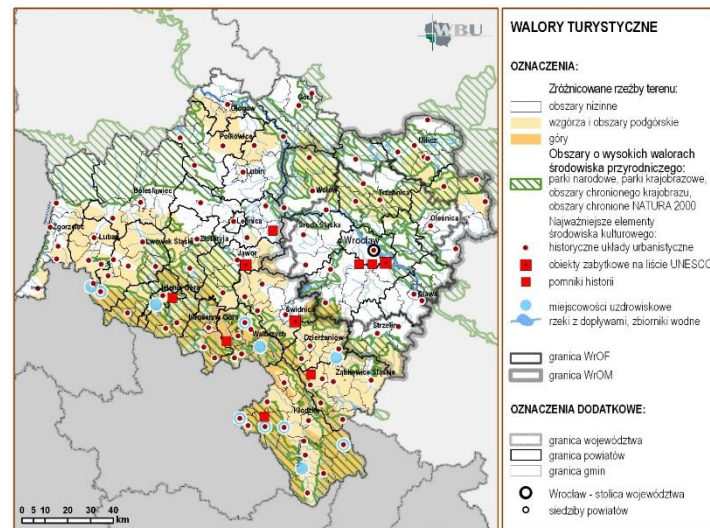 WBU
Głogów
Góra
Polkowice
Milicz
Lubin
Wołów
Trzebnica
Bolesławiec
Oleśnica
Zgorzelec
Legnica
Środa Śląska
Lubań
Lwówek Śląski
Złotoryja
Wrocław
Jawor
Jelenia Góra
Oława
Kamienna Góra
Świdnica
Strzelin
Wałbrzych
Dzierżoniów
Ząbkowice Śląskie
Kłodzko
0 5 10 20 30 40
km
WALORY TURYSTYCZNE
OZNACZENIA:
Zróżnicowane rzeźby terenu:
obszary nizinne
wzgórza i obszary podgórskie
góry
Obszary o wysokich walorach
środowiska przyrodniczego:
parki narodowe, parki krajobrazowe,
obszary chronionego krajobrazu,
obszary chronione NATURA 2000
Najważniejsze elementy
środowiska kulturowego:
historyczne układy urbanistyczne
obiekty zabytkowe na liście UNESCO
pomniki historii
miejscowości uzdrowiskowe
rzeki z dopływami, zbiorniki wodne
granica WrOF
granica WrOM
OZNACZENIA DODATKOWE:
granica województwa
granica powiatów
granica gmin
Wrocław - stolica województwa
siedziby powiatów